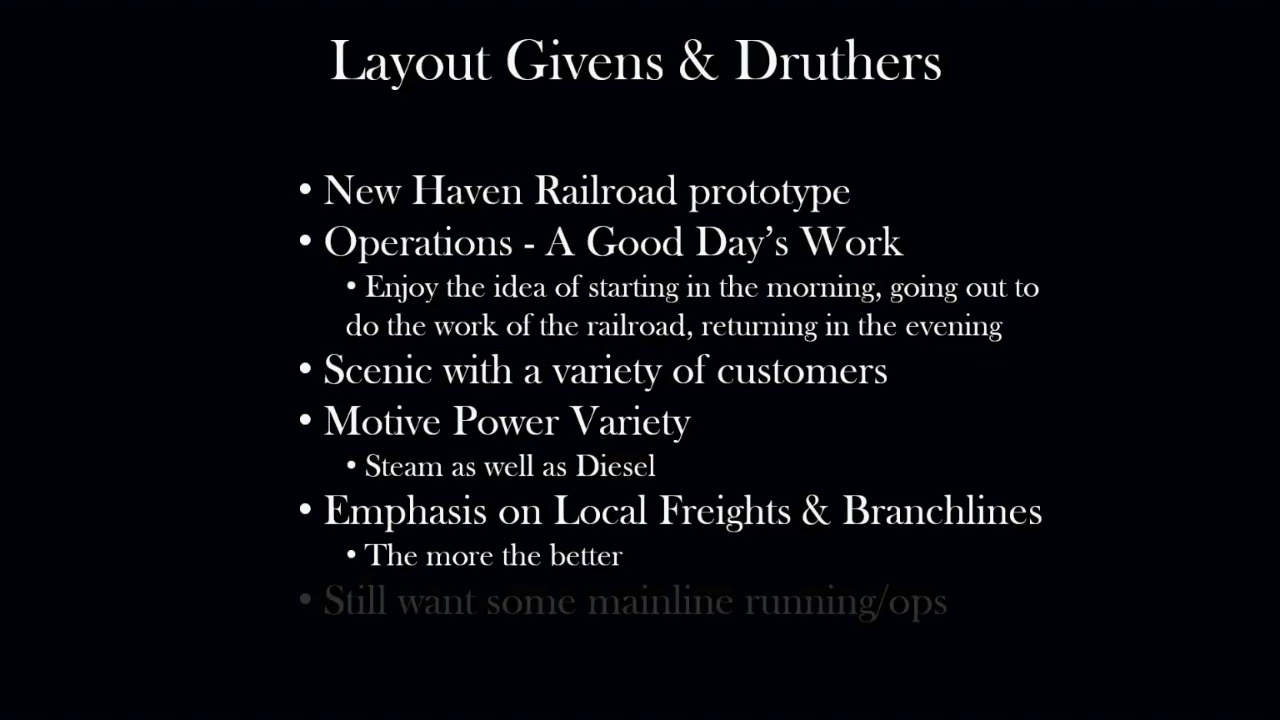 Layout Givens & Druthers
• New Haven Railroad prototype
• Operations - A Good Day’s Work
• Enjoy the idea of starting in the morning, going out to
do the work of the railroad, returning in the evening
• Scenic with a variety of customers
• Motive Power Variety
• Steam as well as Diesel
• Emphasis on Local Freights & Branchlines
• The more the better
• Still want some mainline running/ops